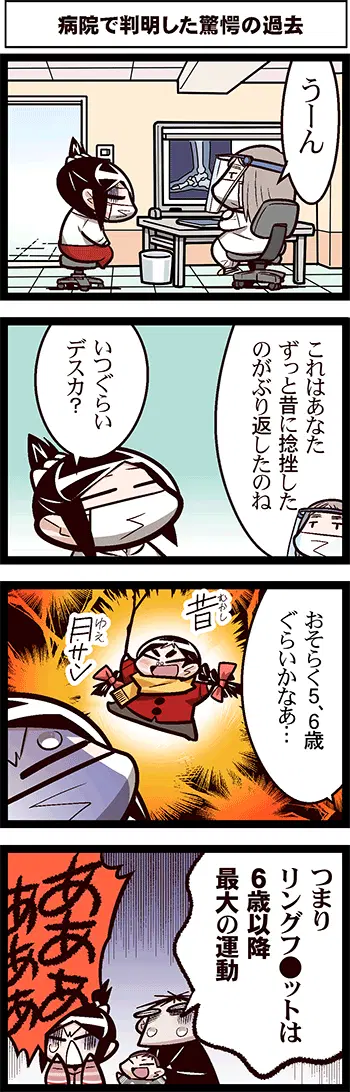 病院で判明した驚愕の過去
うーん
これはあなた
ずっと昔に捻挫した
のがぶり返したのね
いつぐらい
デスカ?
おそらく5、6歳
ぐらいかなあ…
昔
むかし
月サン
ゆえ
つまり
リングフ●ットは
6歳以降
最大の運動
ああぁ
あぁぁ